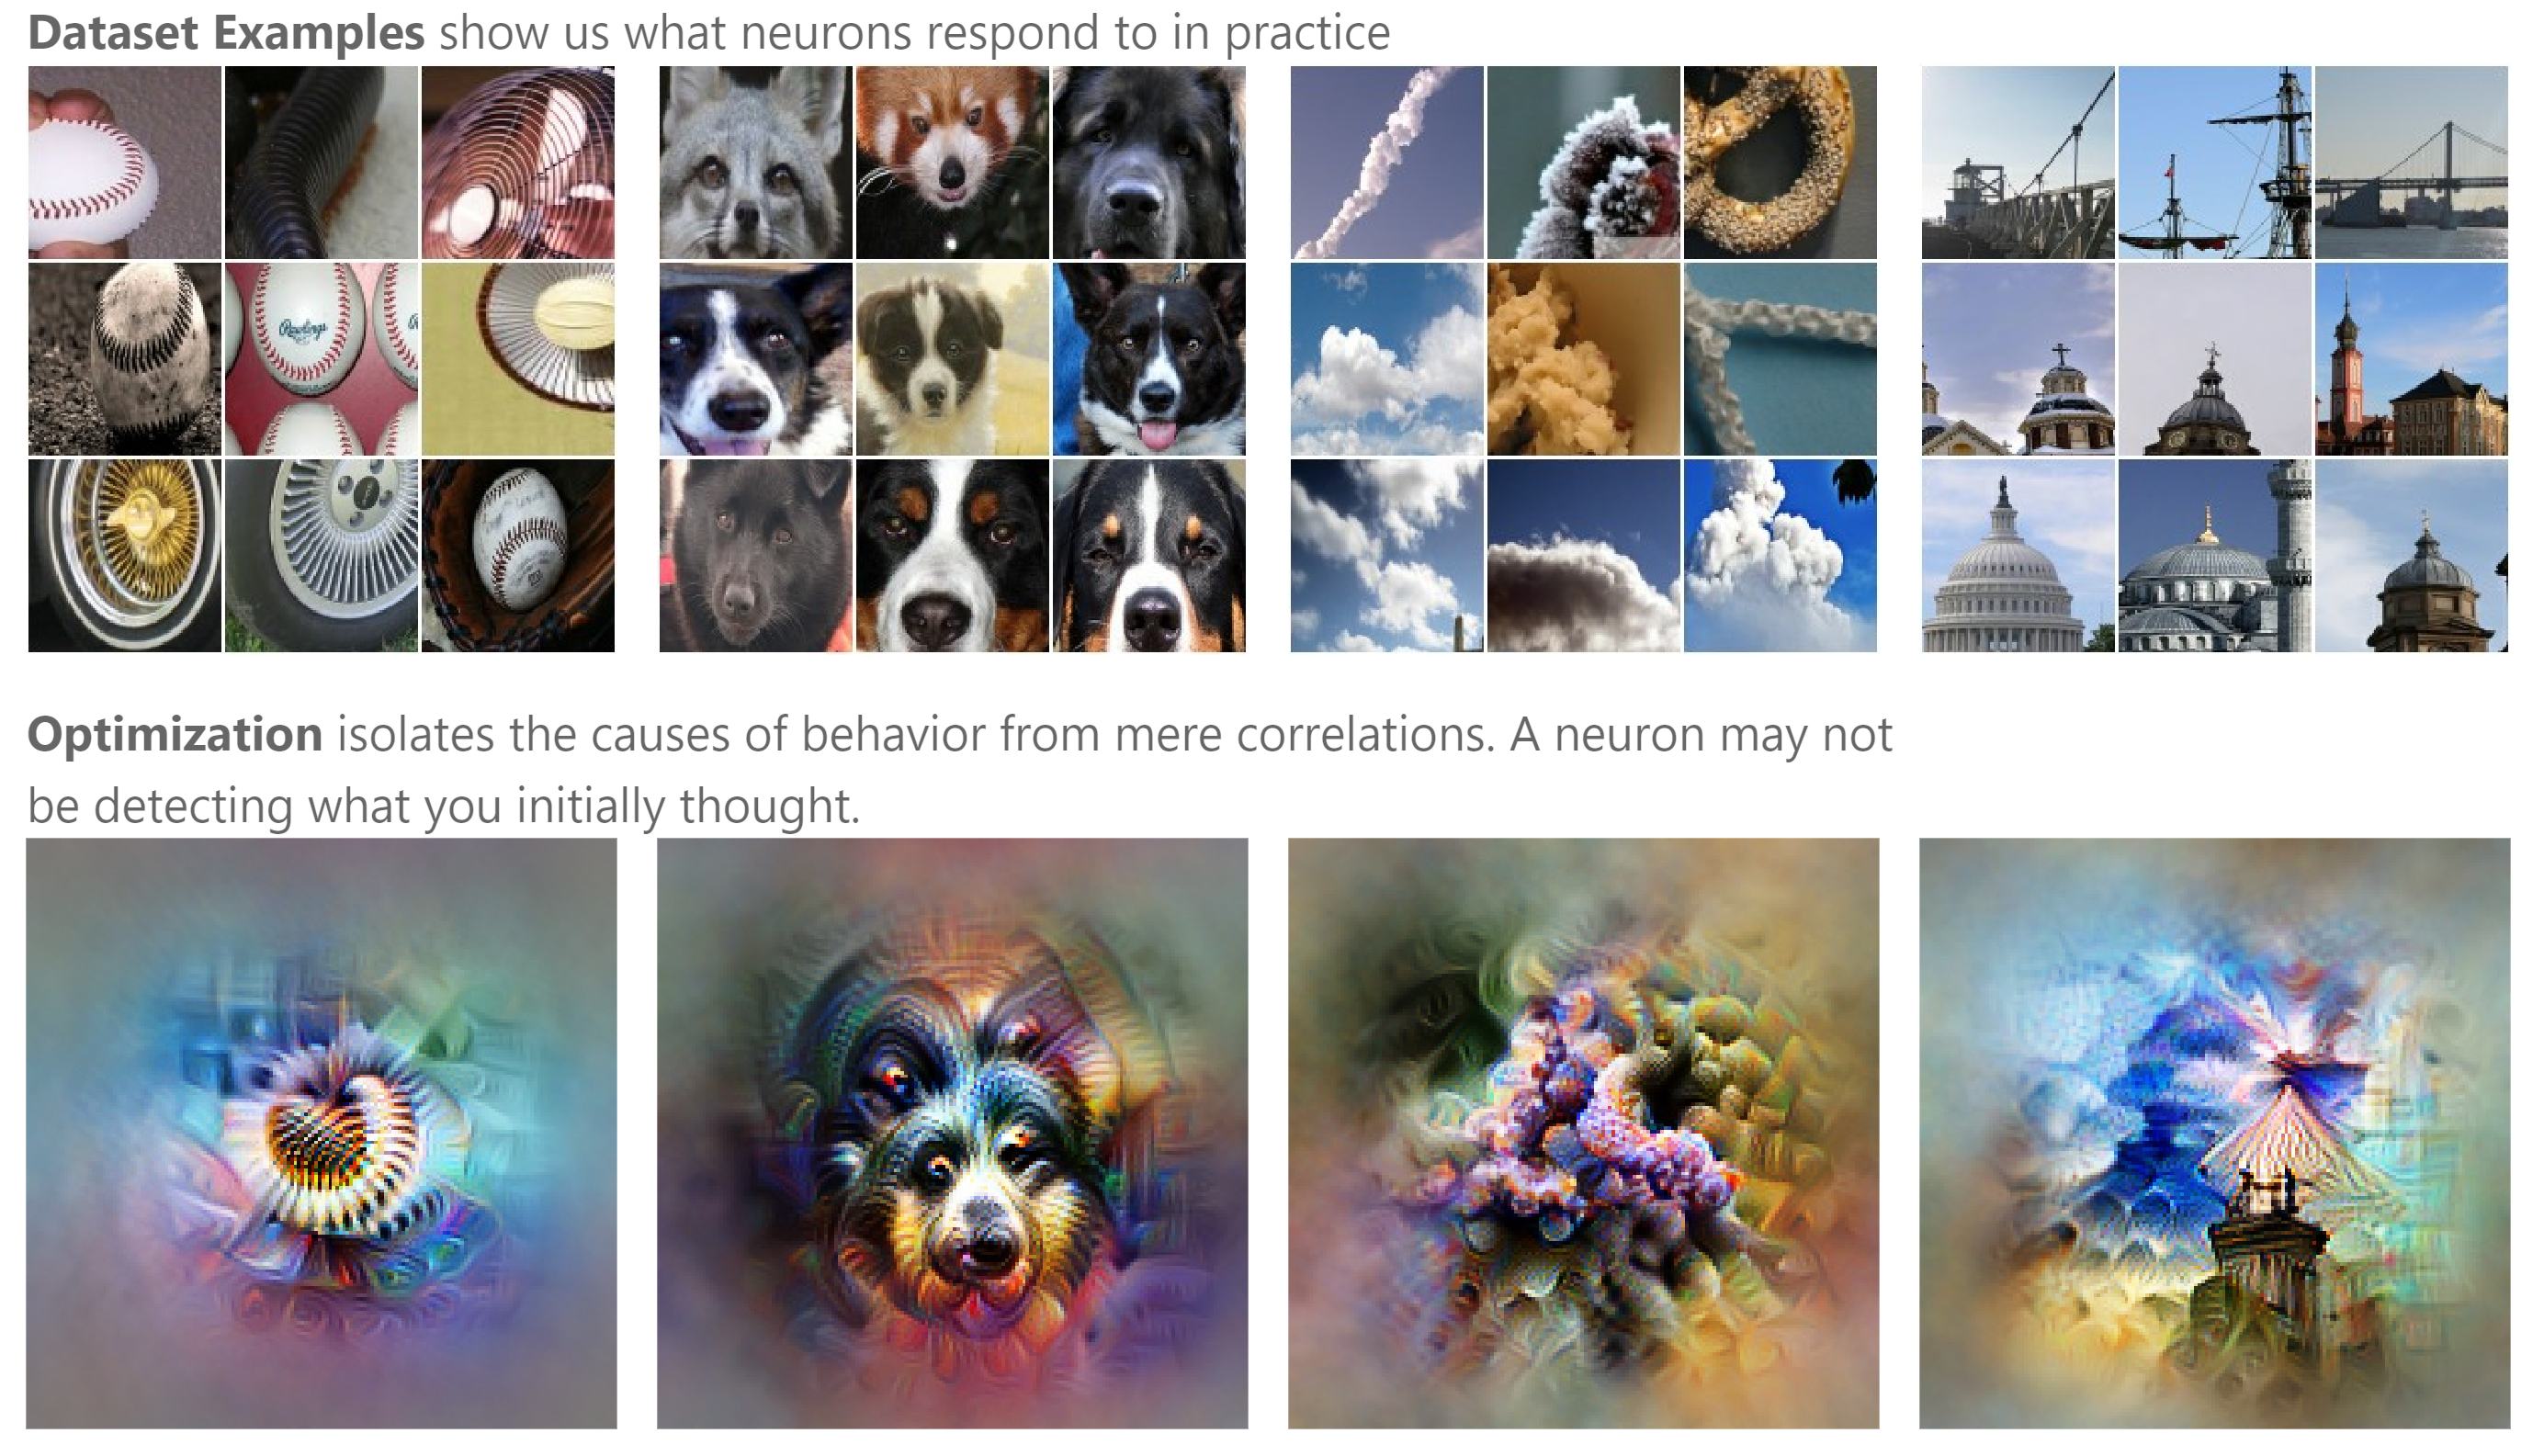 Dataset Examples show us what neurons respond to in practice
Rawlings
Optimization isolates the causes of behavior from mere correlations. A neuron may not
be detecting what you initially thought.